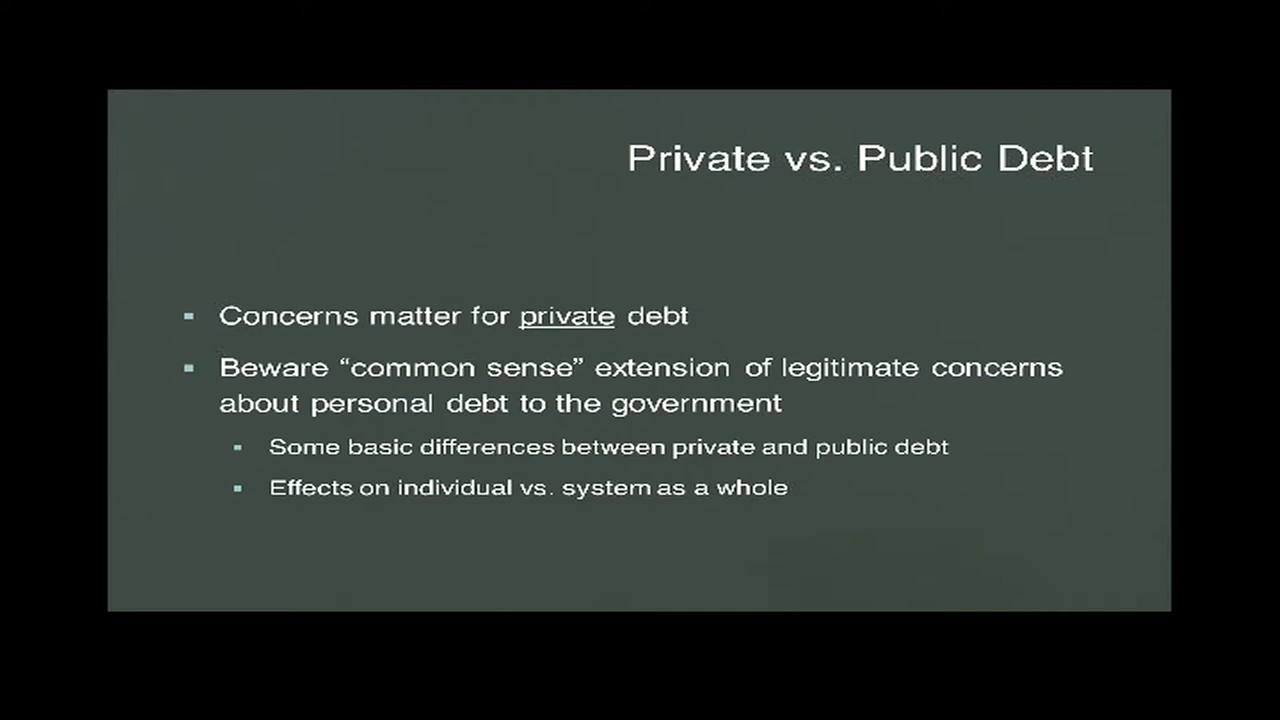 Private vs. Public Debt
▪ Concerns matter for private debt
▪ Beware “common sense” extension of legitimate concerns
about personal debt to the government
▪ Some basic differences between private and public debt
▪ Effects on individual vs. system as a whole